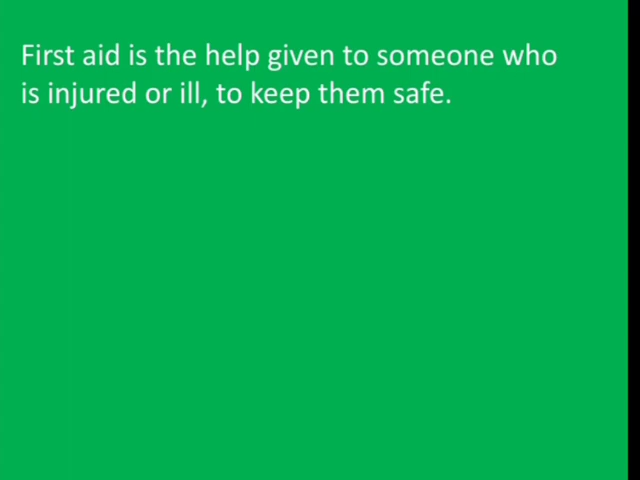 First aid is the help given to someone who
is injured or ill, to keep them safe.